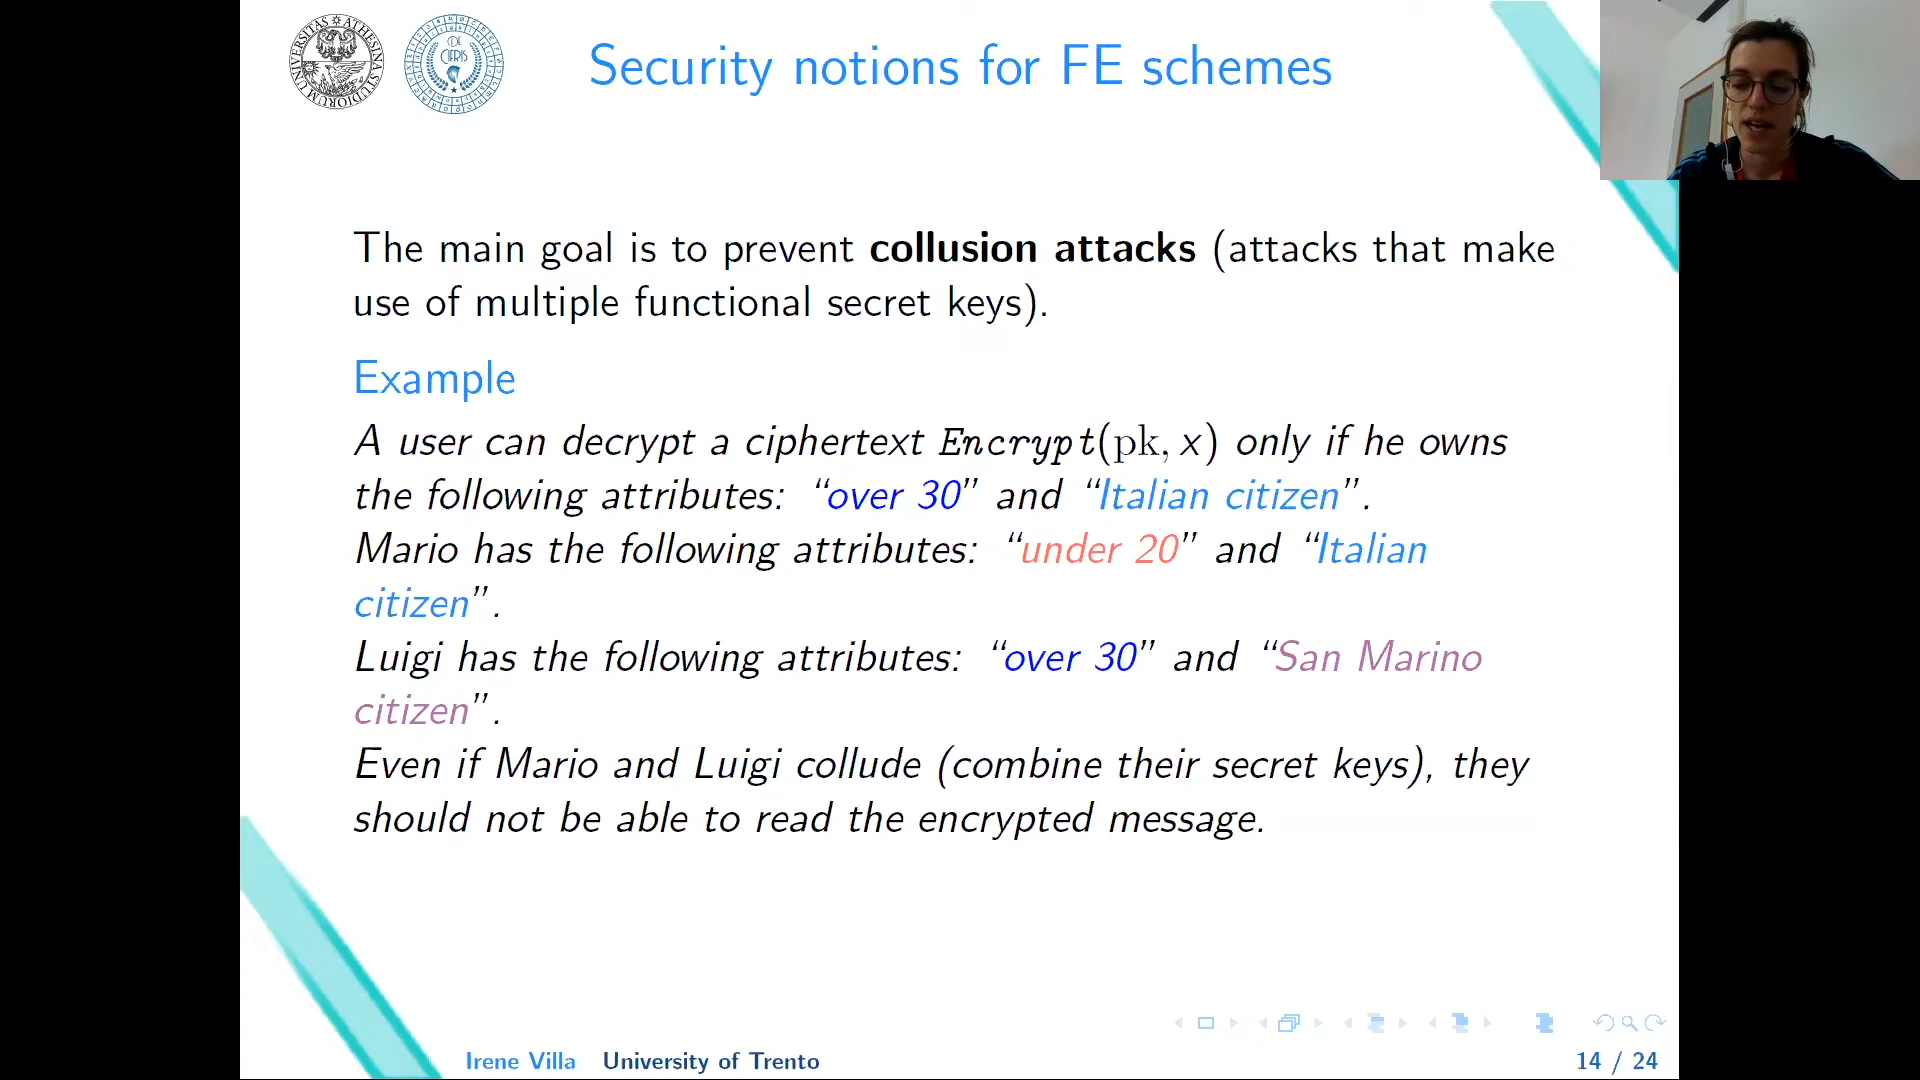 Security notions for FE schemes
The main goal is to prevent collusion attacks (attacks that make
use of multiple functional secret keys).
Example
A user can decrypt a ciphertext Encrypt(pk, x) only if he owns
the following attributes: “over 30” and “Italian citizen”.
Mario has the following attributes: “under 20” and “Italian
citizen”.
Luigi has the following attributes: “over 30” and “San Marino
citizen”.
Even if Mario and Luigi collude (combine their secret keys), they
should not be able to read the encrypted message.
Irene Villa University of Trento
14 / 24